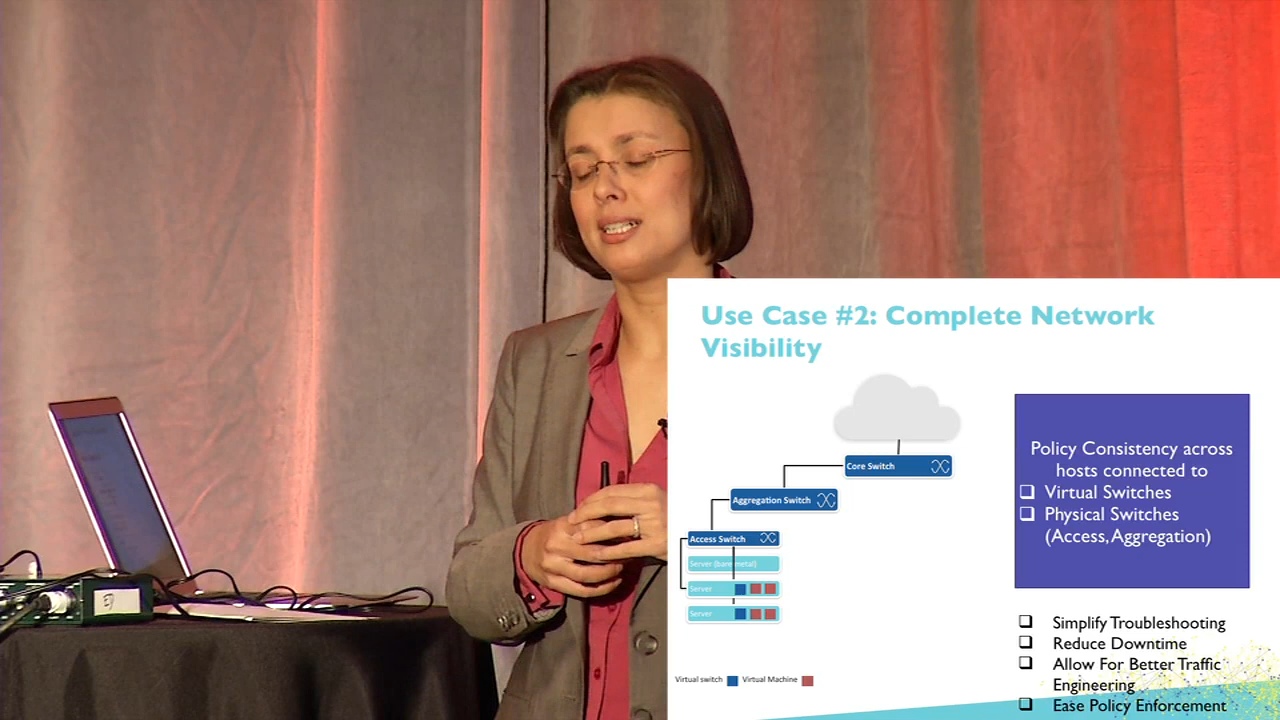 Use Case #2: Complete Network
Visibility
Core Switch
Aggregation Switch
Access Switch
Server (bare metal)
Server
Server
Virtual switch
Virtual Machine
Policy Consistency across
hosts connected to
Virtual Switches
Physical Switches
(Access, Aggregation)
Simplify Troubleshooting
Reduce Downtime
Allow For Better Traffic
Engineering
Ease Policy Enforcement